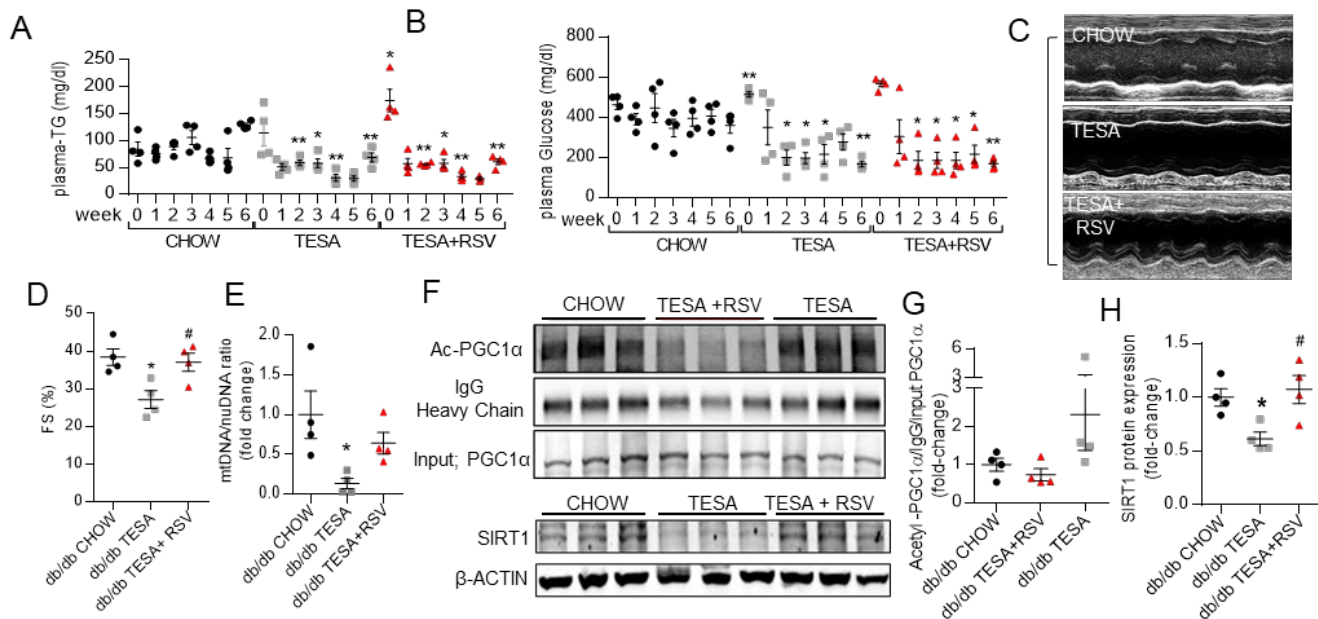 A
plasma-TG (mg/dl)
250
200
150
100
50
0
*
** * ** **
** * ** **
week 0 1 2 3 4 5 6 0 1 2 3 4 5 6 0 1 2 3 4 5 6
CHOW TESA TESA+RSV
B
plasma Glucose (mg/dl)
800
600
400
200
0
**
* * * **
* * * * **
week 0 1 2 3 4 5 6 0 1 2 3 4 5 6 0 1 2 3 4 5 6
CHOW TESA TESA+RSV
C
CHOW
TESA
TESA+
RSV
D
FS (%)
50
40
30
20
10
0
* #
db/db CHOW
db/db TESA
db/db TESA+ RSV
E
mtDNA/nuDNA ratio
(fold change)
2.0
1.5
1.0
0.5
0.0
*
db/db CHOW
db/db TESA
db/db TESA+RSV
F
CHOW TESA +RSV TESA
Ac-PGC1α
IgG
Heavy Chain
Input; PGC1α
CHOW TESA TESA + RSV
SIRT1
β-ACTIN
G
Acetyl -PGC1α/IgG/Input PGC1α
(fold-change)
6
5
3
3
2
1
0
db/db CHOW
db/db TESA+RSV
db/db TESA
H
SIRT1 protein expression
(fold-change)
1.5
1.0
0.5
0.0
* #
db/db CHOW
db/db TESA
db/db TESA+RSV